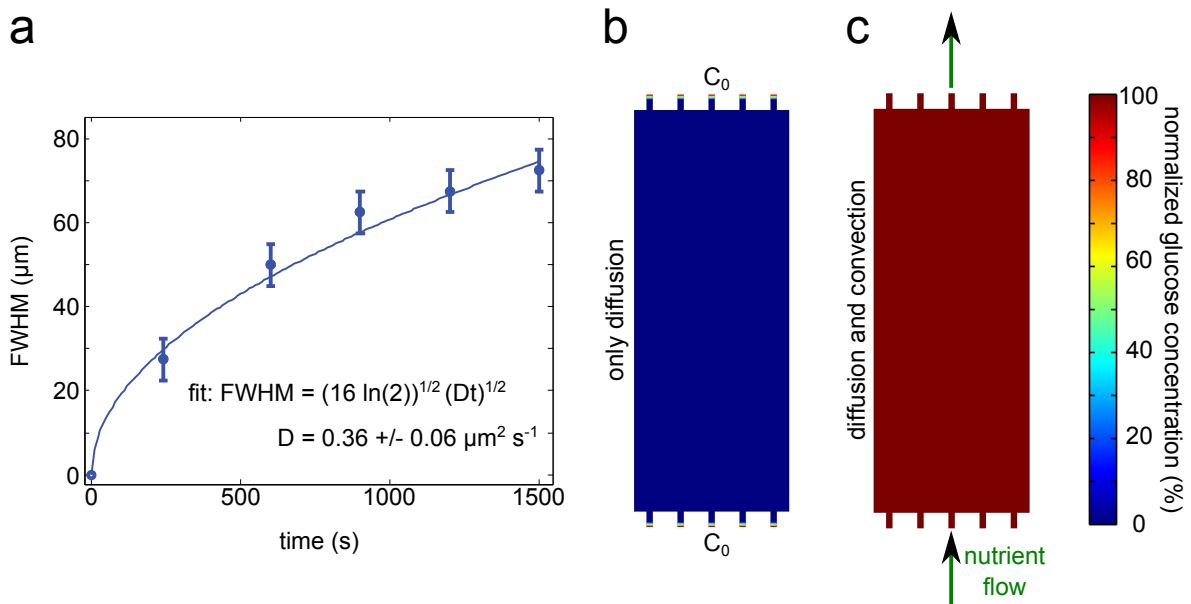 a
FWHM (µm)
80
60
40
20
0
0
500
1000
1500
time (s)
fit: FWHM = (16 ln(2))^1/2 (Dt)^1/2
D = 0.36 +/- 0.06 µm² s⁻¹
b
C₀
only diffusion
C₀
c
diffusion and convection
nutrient
flow
100
80
60
40
20
0
normalized glucose concentration (%)